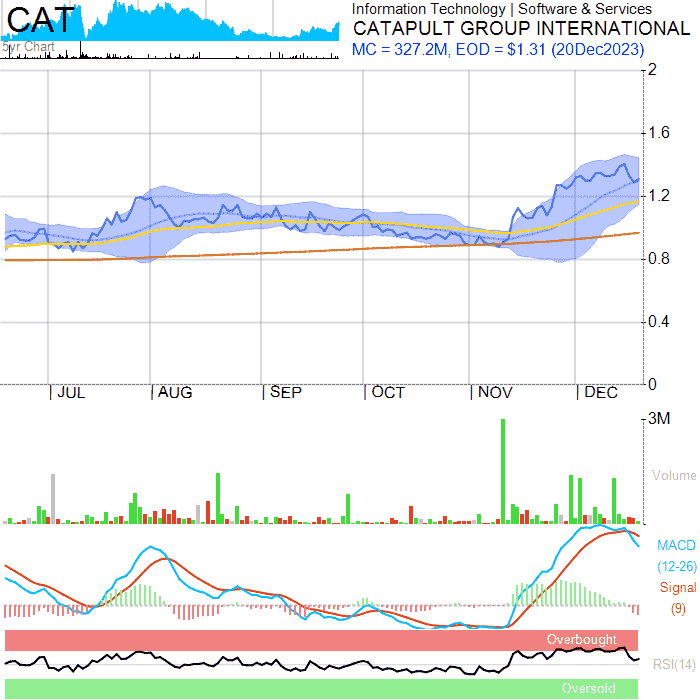 CAT
5yr Chart
Information Technology | Software & Services
CATAPULT GROUP INTERNATIONAL
MC = 327.2M, EOD = $1.31 (20Dec2023)
2
1.6
1.2
0.8
0.4
0
JUL AUG SEP OCT NOV DEC
3M
Volume
MACD
(12-26)
Signal
(9)
Overbought
RSI(14)
Oversold